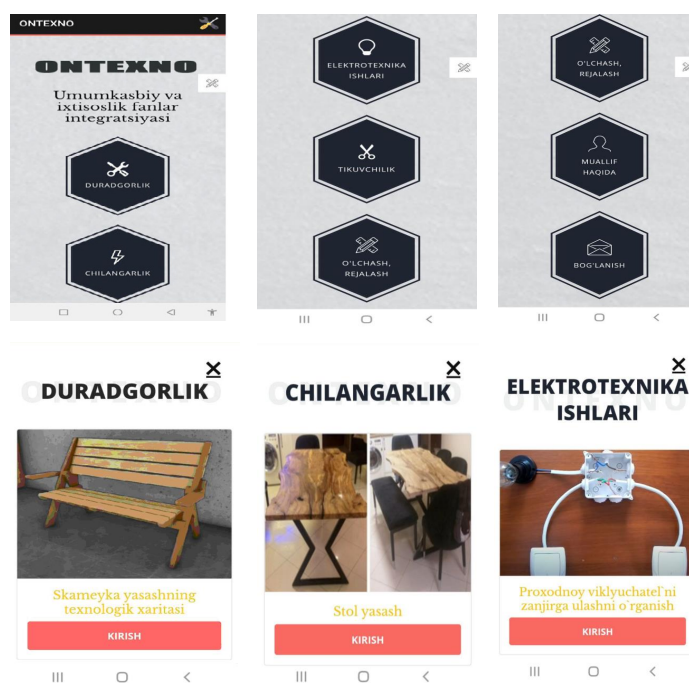 ONTEXNO
ONTEXNO
Umumkasbiy va
ixtisoslik fanlar
integratsiyasi
DURADGORLIK
CHILANGARLIK
ELEKTROTEXNIKA
ISHLARI
TIKUVCHILIK
O'LCHASH,
REJALASH
O'LCHASH,
REJALASH
MUALLIF
HAQIDA
BOG'LANISH
DURADGORLIK
Skameyka yasashning
texnologik xaritasi
KIRISH
CHILANGARLIK
Stol yasash
KIRISH
ELEKTROTEXNIKA
ISHLARI
Proxodnoy viklyuchatel`ni
zanjirga ulashni o`rganish
KIRISH